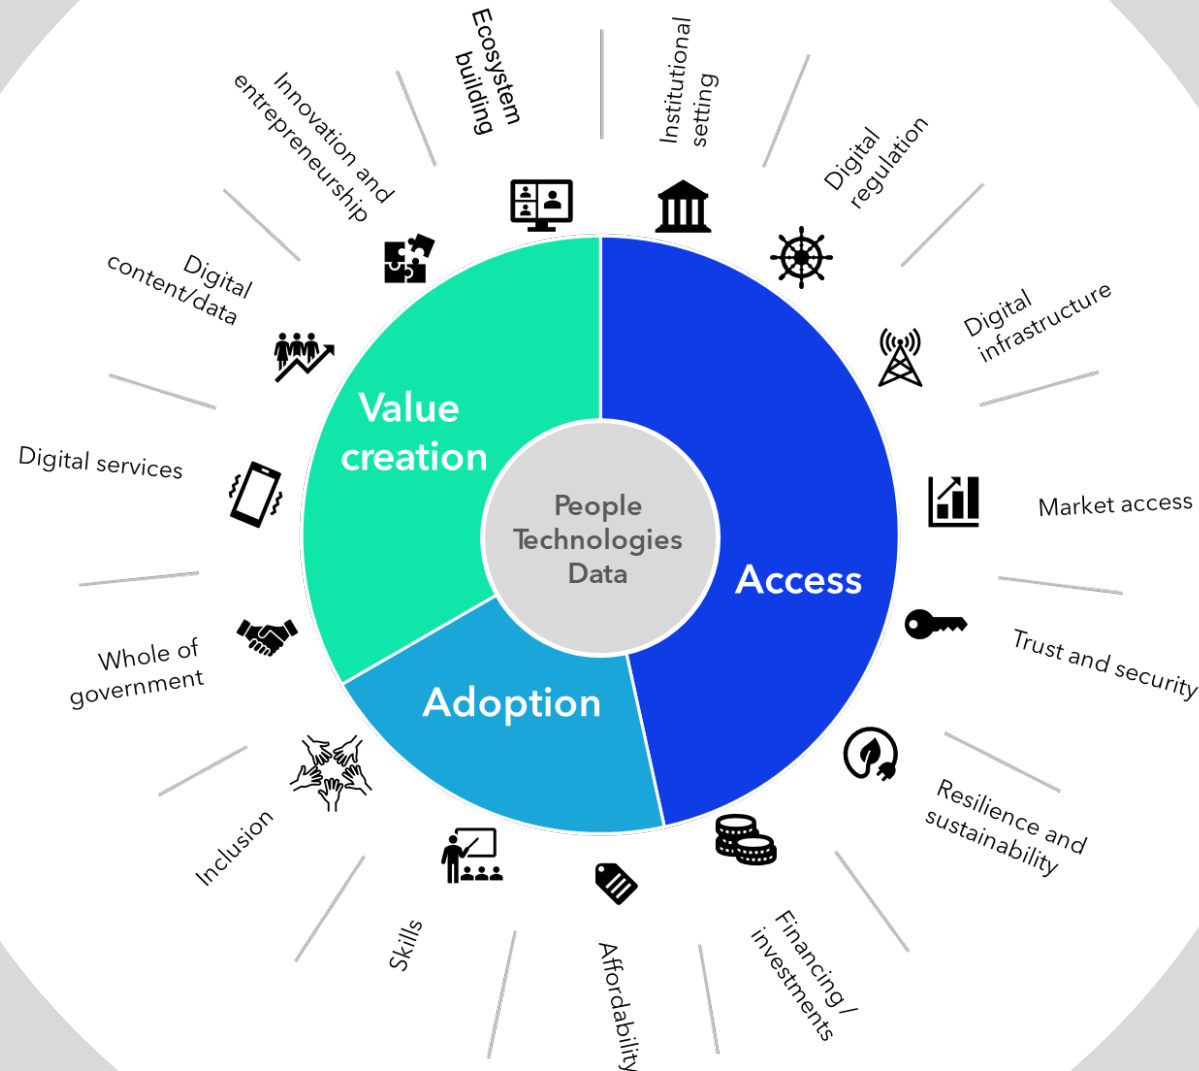 Ecosystem
building
Institutional
setting
Digital
regulation
Digital
infrastructure
Market access
Trust and security
Resilience and
sustainability
Financing /
investments
Affordability
Skills
Inclusion
Whole of
government
Digital services
Digital
content/data
Innovation and
entrepreneurship
Value
creation
Access
Adoption
People
Technologies
Data